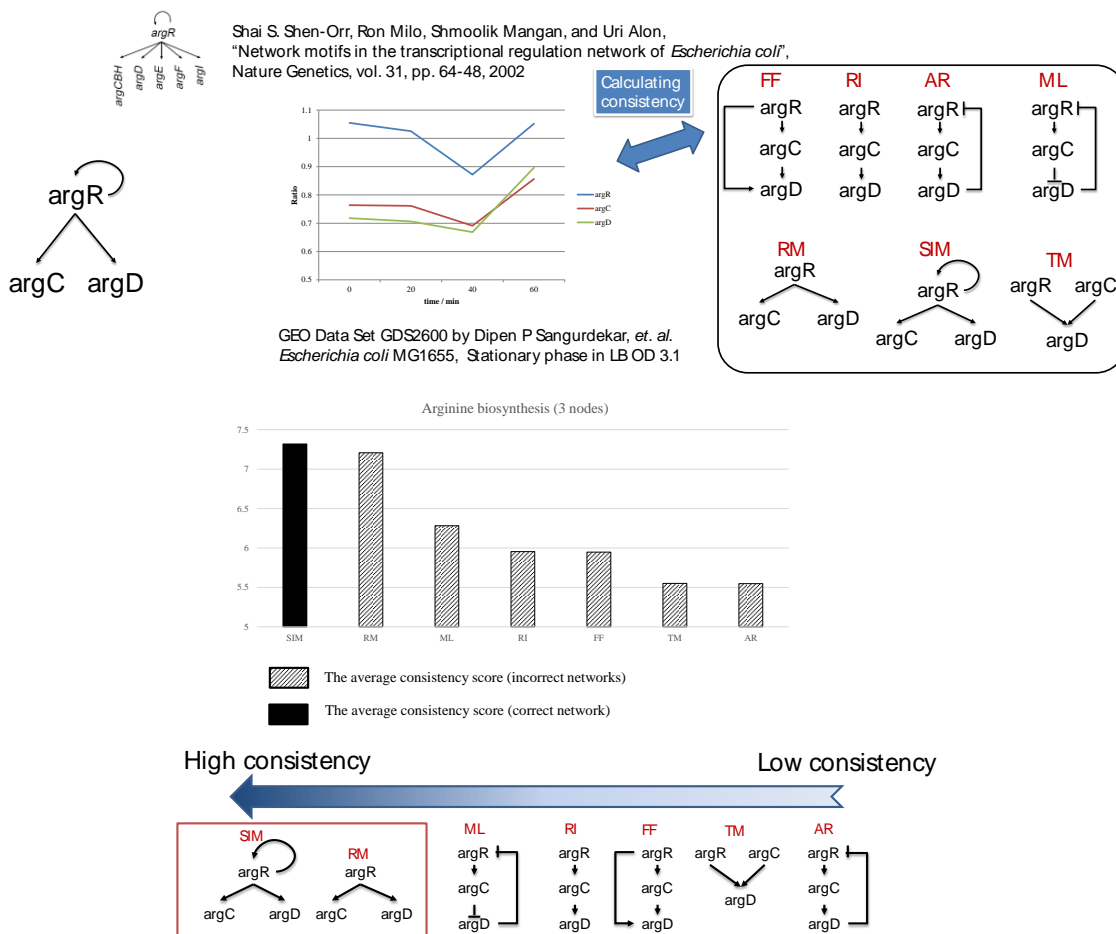 argR
argCBH
argD
argE
argF
argI
Shai S. Shen-Orr, Ron Milo, Shmoolik Mangan, and Uri Alon,
“Network motifs in the transcriptional regulation network of Escherichia coli”,
Nature Genetics, vol. 31, pp. 64-48, 2002
argR
argC argD
1.1
1
0.9
0.8
0.7
0.6
0.5
Ratio
0 20 40 60
time / min
argR
argC
argD
GEO Data Set GDS2600 by Dipen P Sangurdekar, et. al.
Escherichia coli MG1655, Stationary phase in LB OD 3.1
Calculating
consistency
FF RI AR ML
argR argR argR argR
argC argC argC argC
argD argD argD argD
RM SIM TM
argR argR argR argC
argC argD argC argD argD
Arginine biosynthesis (3 nodes)
7.5
7
6.5
6
5.5
5
SIM RM ML RI FF TM AR
The average consistency score (incorrect networks)
The average consistency score (correct network)
High consistency Low consistency
SIM RM ML RI FF TM AR
argR argR argR argR argR argR argC argR
argC argD argC argD argC argC argC argD argC
argD argD argD argD